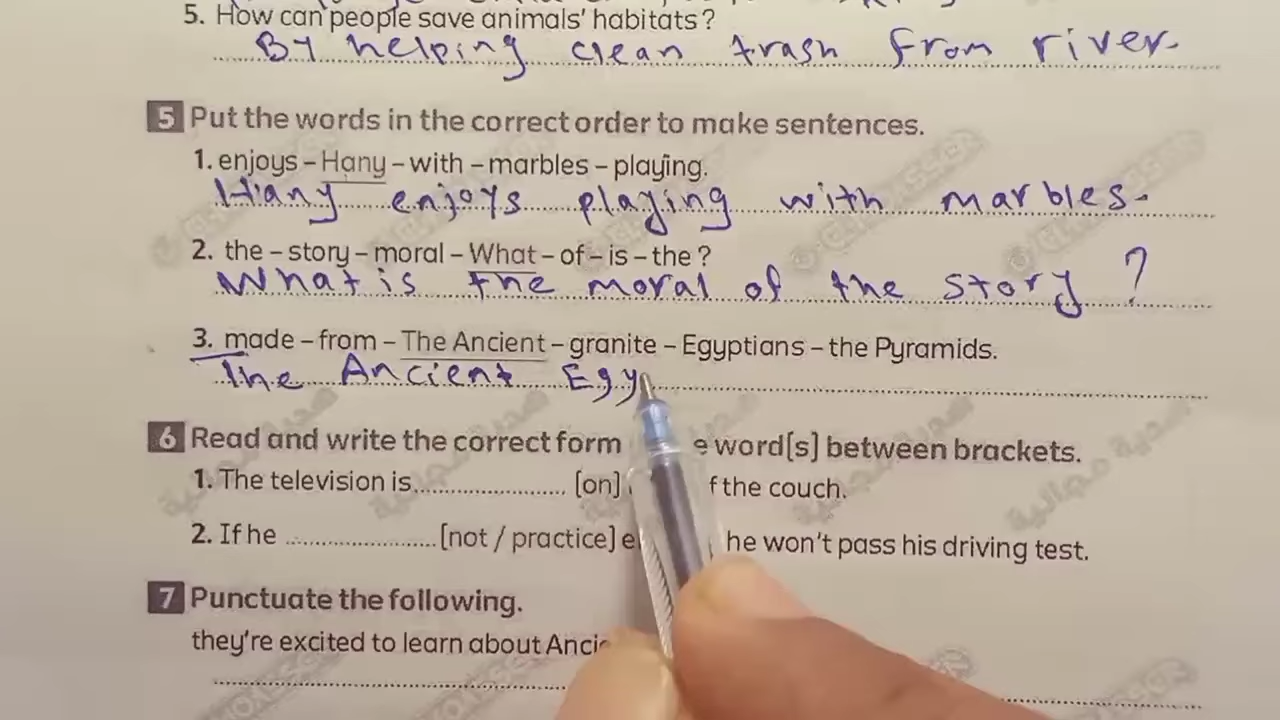 5. How can people save animals' habitats?
By helping clean trash from river.
5 Put the words in the correct order to make sentences.
1. enjoys – Hany – with – marbles – playing.
Hany enjoys playing with marbles.
2. the – story – moral – What – of – is – the?
What is the moral of the story?
3. made – from – The Ancient – granite – Egyptians – the Pyramids.
The Ancient Egy
6 Read and write the correct form e word[s] between brackets.
1. The television is...................... [on] f the couch.
2. If he ...................... [not / practice] e he won't pass his driving test.
7 Punctuate the following.
they're excited to learn about Ancie